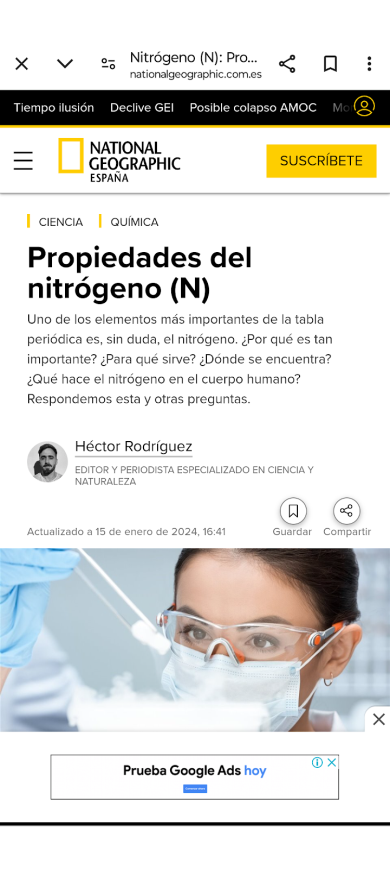 Nitrógeno (N): Pro...
nationalgeographic.com.es
Tiempo ilusión Declive GEI Posible colapso AMOC Mo
NATIONAL
GEOGRAPHIC
ESPAÑA
SUSCRÍBETE
CIENCIA QUÍMICA
Propiedades del
nitrógeno (N)
Uno de los elementos más importantes de la tabla
periódica es, sin duda, el nitrógeno. ¿Por qué es tan
importante? ¿Para qué sirve? ¿Dónde se encuentra?
¿Qué hace el nitrógeno en el cuerpo humano?
Respondemos esta y otras preguntas.
Héctor Rodríguez
EDITOR Y PERIODISTA ESPECIALIZADO EN CIENCIA Y
NATURALEZA
Actualizado a 15 de enero de 2024, 16:41
Guardar Compartir
Prueba Google Ads hoy